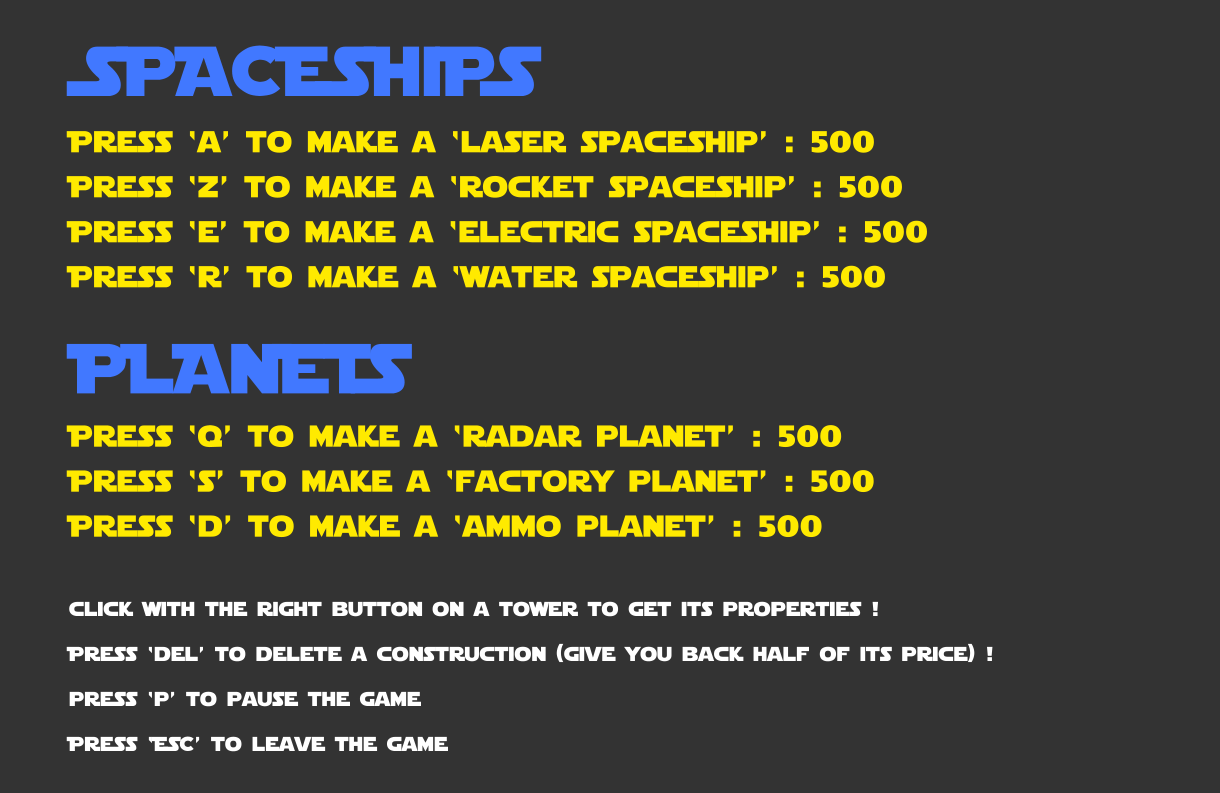 SPACESHIPS
PRESS 'A' TO MAKE A 'LASER SPACESHIP' : 500
PRESS 'Z' TO MAKE A 'ROCKET SPACESHIP' : 500
PRESS 'E' TO MAKE A 'ELECTRIC SPACESHIP' : 500
PRESS 'R' TO MAKE A 'WATER SPACESHIP' : 500
PLANETS
PRESS 'Q' TO MAKE A 'RADAR PLANET' : 500
PRESS 'S' TO MAKE A 'FACTORY PLANET' : 500
PRESS 'D' TO MAKE A 'AMMO PLANET' : 500
CLICK WITH THE RIGHT BUTTON ON A TOWER TO GET ITS PROPERTIES !
PRESS 'DEL' TO DELETE A CONSTRUCTION (GIVE YOU BACK HALF OF ITS PRICE) !
PRESS 'P' TO PAUSE THE GAME
PRESS 'ESC' TO LEAVE THE GAME